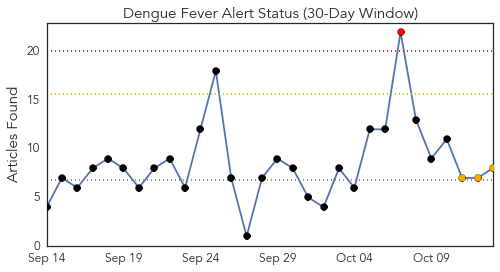 Dengue Fever Alert Status (30-Day Window)
Articles Found
20
15
10
5
0
Sep 14 Sep 19 Sep 24 Sep 29 Oct 04 Oct 09